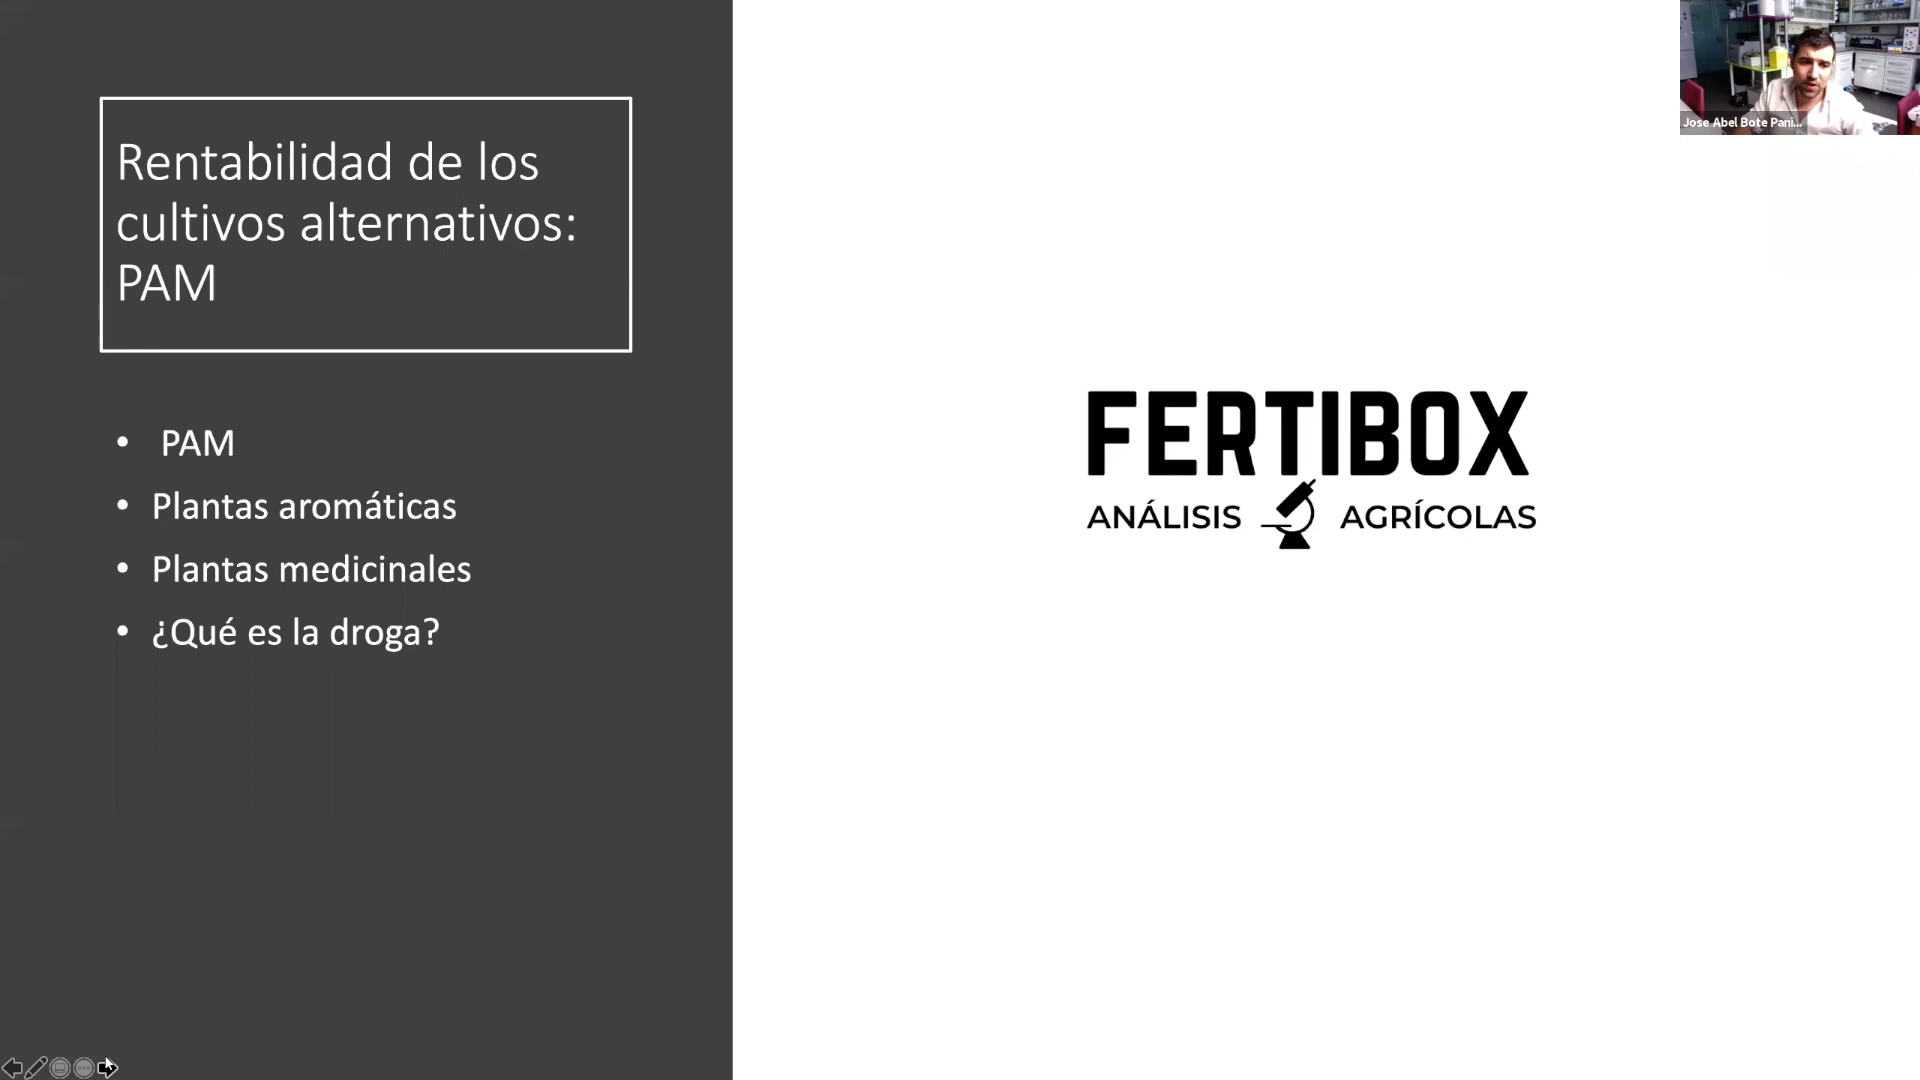 Rentabilidad de los
cultivos alternativos:
PAM
• PAM
• Plantas aromáticas
• Plantas medicinales
• ¿Qué es la droga?
FERTIBOX
ANÁLISIS AGRÍCOLAS
Jose Abel Bote Pani...